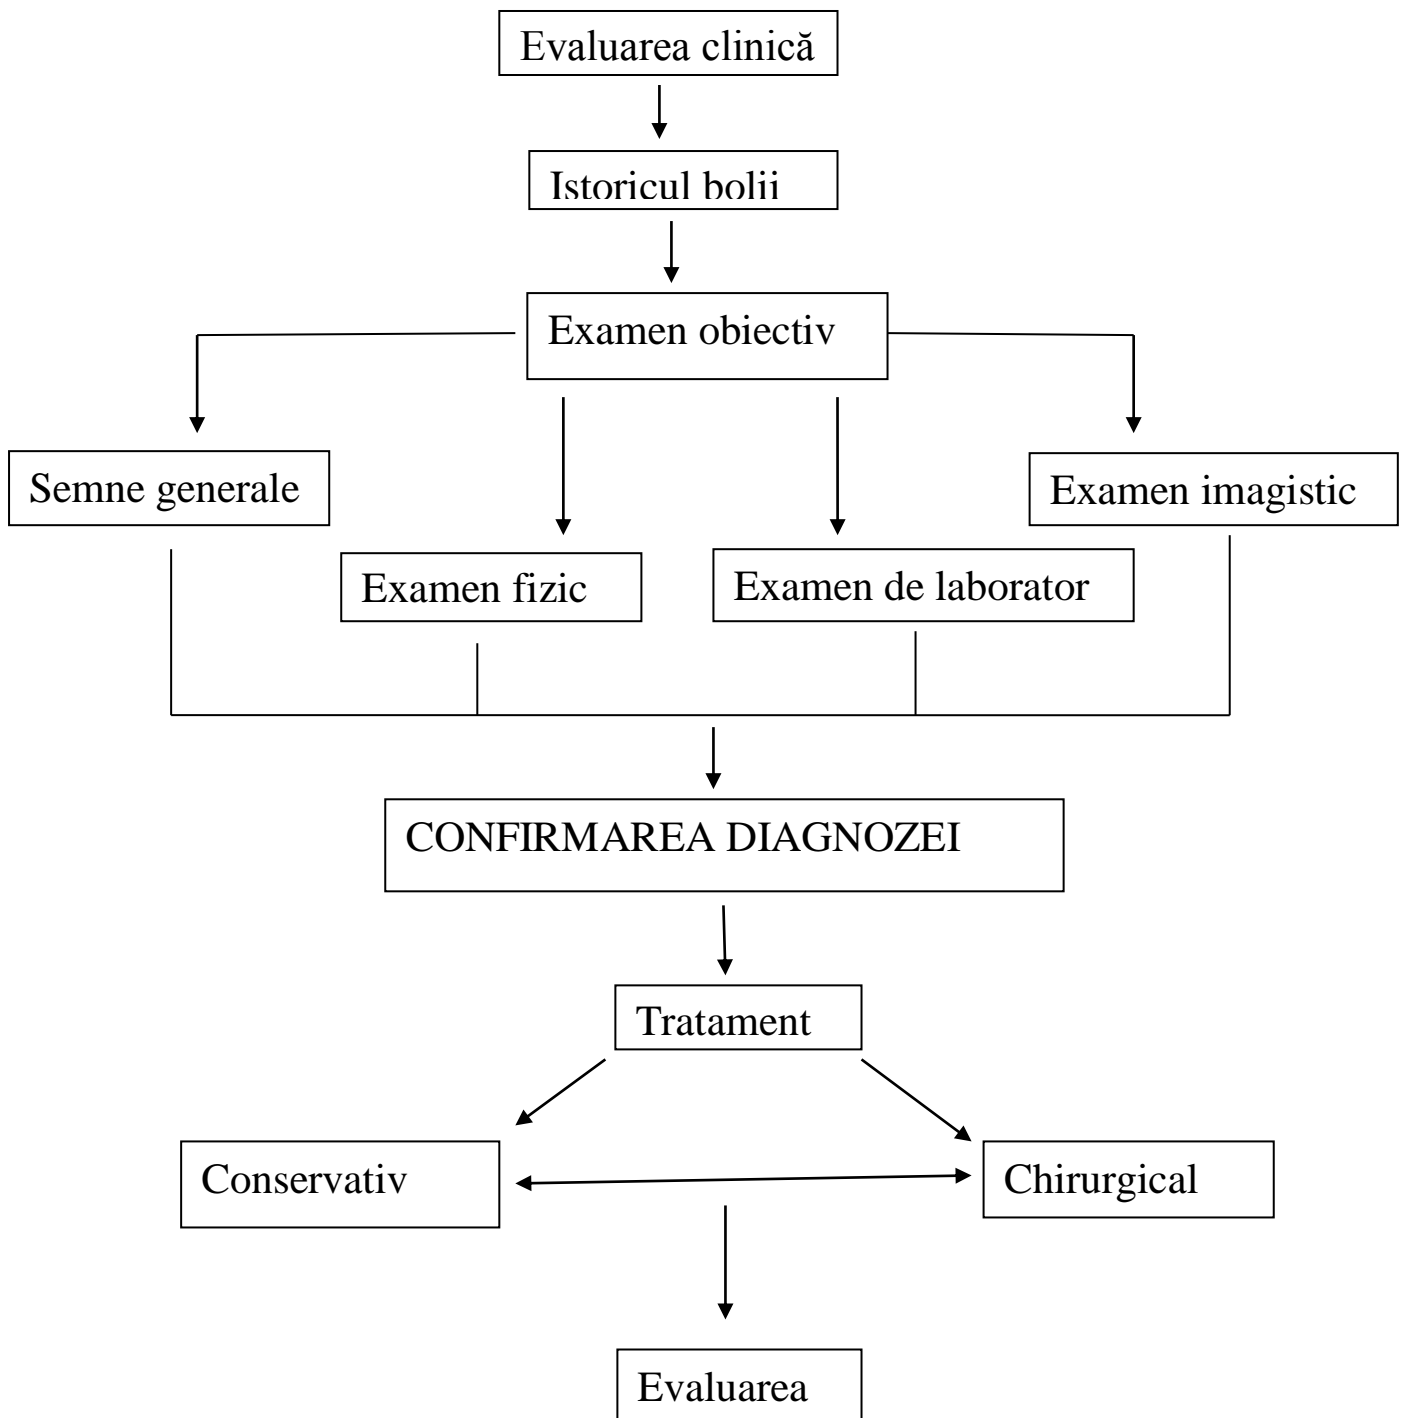 Evaluarea clinică
Istoricul bolii
Examen obiectiv
Semne generale
Examen imagistic
Examen fizic
Examen de laborator
CONFIRMAREA DIAGNOZEI
Tratament
Conservativ
Chirurgical
Evaluarea